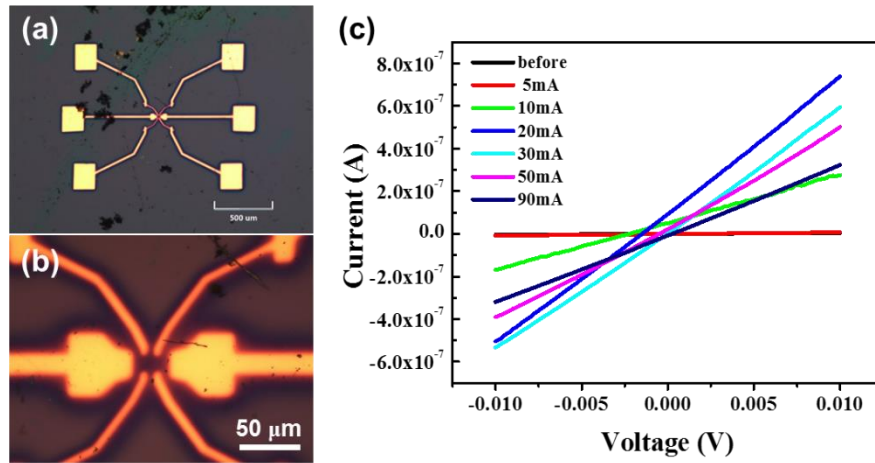 (a)
500 um
(b)
50 μm
(c)
before
5mA
10mA
20mA
30mA
50mA
90mA
8.0x10⁻⁷
6.0x10⁻⁷
4.0x10⁻⁷
2.0x10⁻⁷
0.0
-2.0x10⁻⁷
-4.0x10⁻⁷
-6.0x10⁻⁷
Current (A)
-0.010 -0.005 0.000 0.005 0.010
Voltage (V)